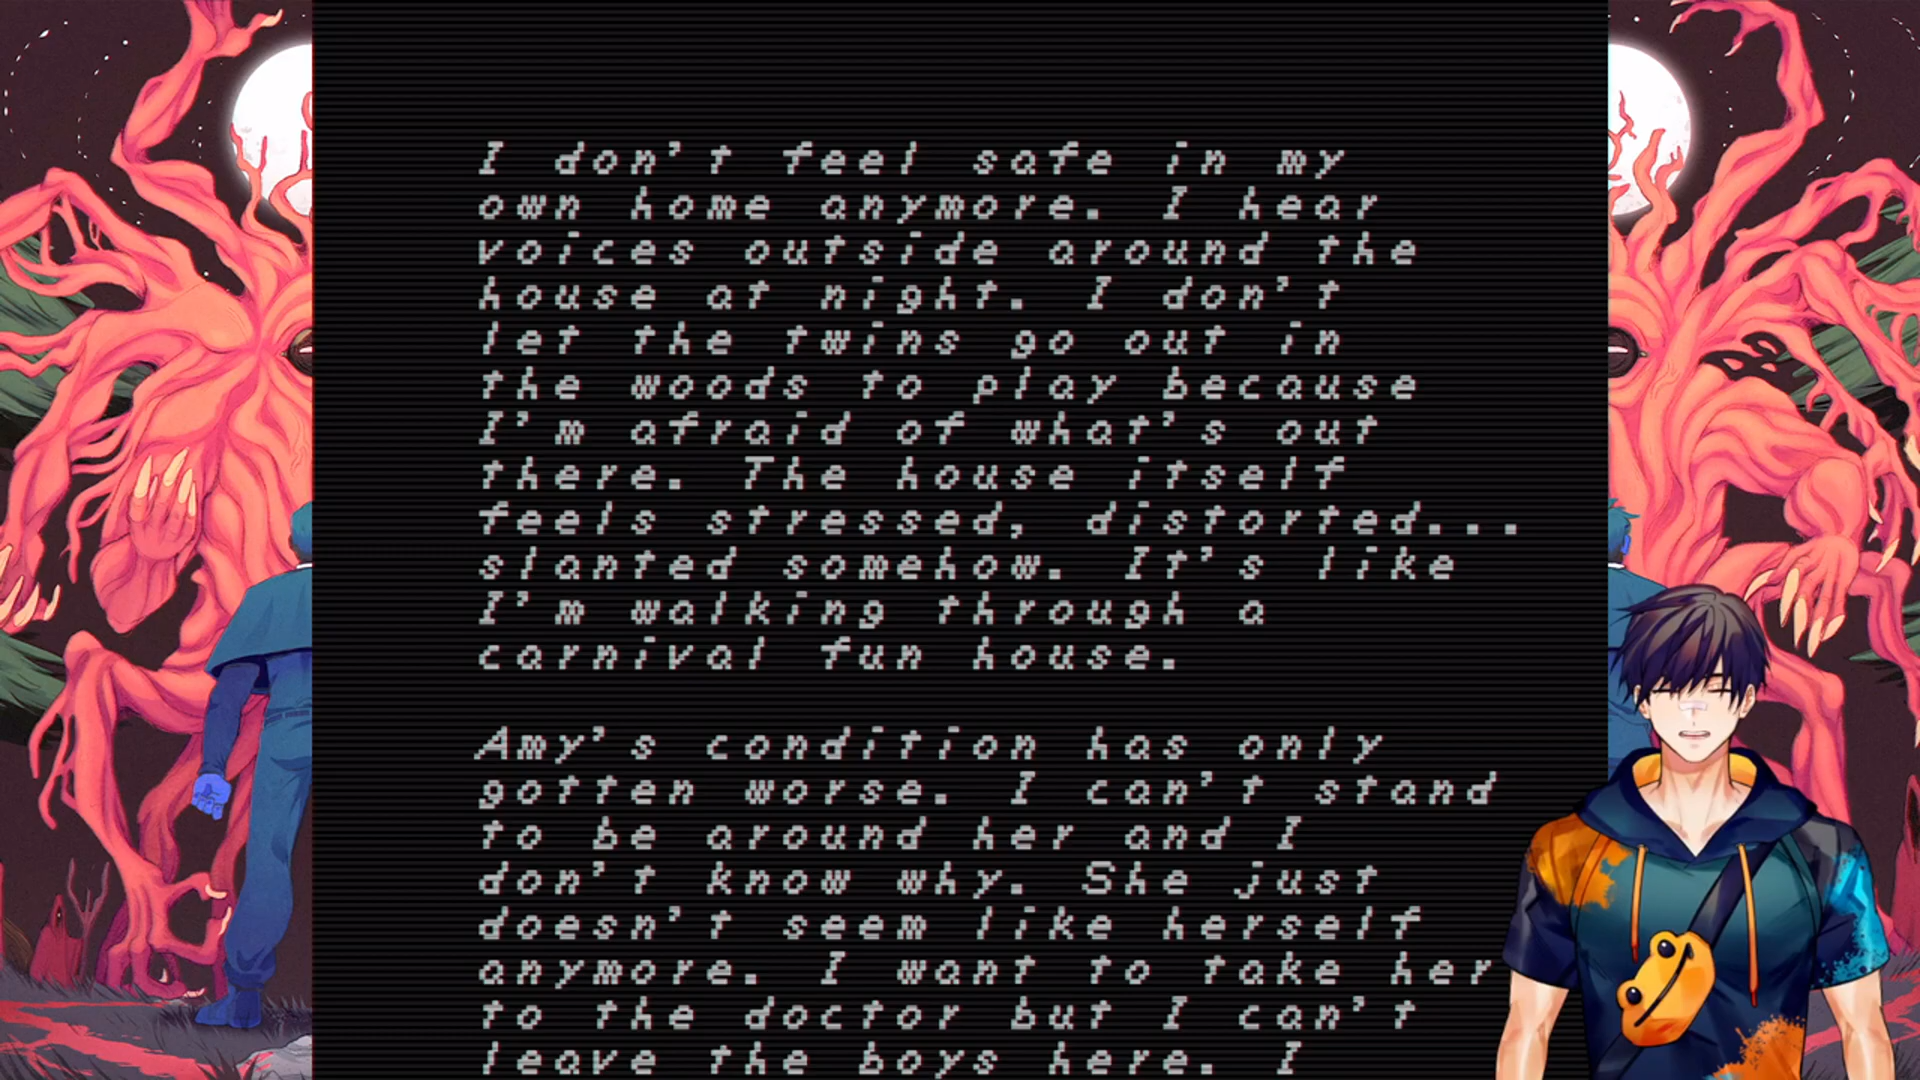 I don't feel safe in my
own home anymore. I hear
voices outside around the
house at night. I don't
let the twins go out in
the woods to play because
I'm afraid of what's out
there. The house itself
feels stressed, distorted...
slanted somehow. It's like
I'm walking through a
carnival fun house.
Amy's condition has only
gotten worse. I can't stand
to be around her and I
don't know why. She just
doesn't seem like herself
anymore. I want to take her
to the doctor but I can't
leave the boys here. I